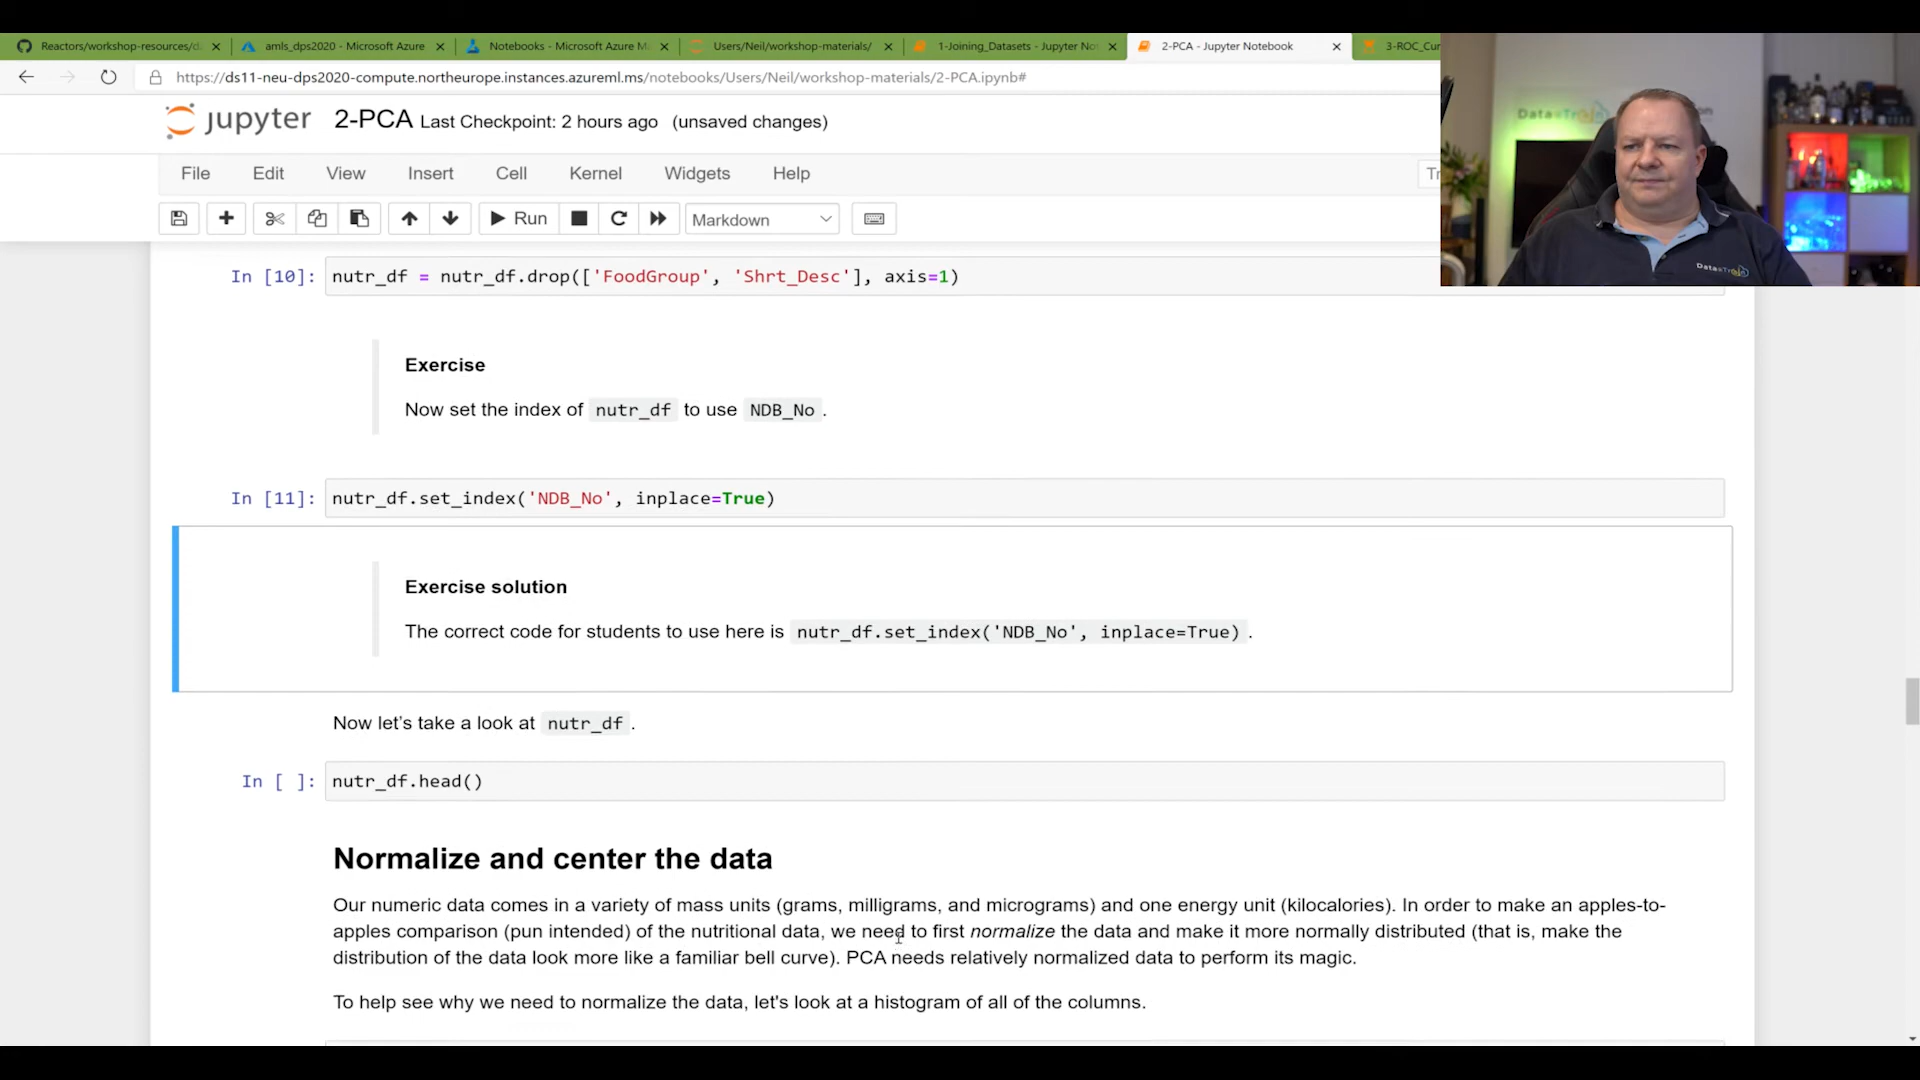 Reactors/workshop-resources/d
amls_dps2020 - Microsoft Azure
Notebooks - Microsoft Azure M
Users/Neil/workshop-materials/
1-Joining_Datasets - Jupyter No
2-PCA - Jupyter Notebook
3-ROC_Cur
https://ds11-neu-dps2020-compute.northeurope.instances.azureml.ms/notebooks/Users/Neil/workshop-materials/2-PCA.ipynb#
jupyter 2-PCA Last Checkpoint: 2 hours ago (unsaved changes)
File Edit View Insert Cell Kernel Widgets Help Tr
Run Markdown
In [10]: nutr_df = nutr_df.drop(['FoodGroup', 'Shrt_Desc'], axis=1)
Exercise
Now set the index of nutr_df to use NDB_No.
In [11]: nutr_df.set_index('NDB_No', inplace=True)
Exercise solution
The correct code for students to use here is nutr_df.set_index('NDB_No', inplace=True).
Now let's take a look at nutr_df.
In [ ]: nutr_df.head()
Normalize and center the data
Our numeric data comes in a variety of mass units (grams, milligrams, and micrograms) and one energy unit (kilocalories). In order to make an apples-to-
apples comparison (pun intended) of the nutritional data, we need to first normalize the data and make it more normally distributed (that is, make the
distribution of the data look more like a familiar bell curve). PCA needs relatively normalized data to perform its magic.
To help see why we need to normalize the data, let's look at a histogram of all of the columns.